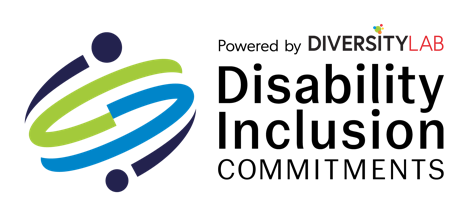 Powered by DIVERSITYLAB
Disability
Inclusion
COMMITMENTS